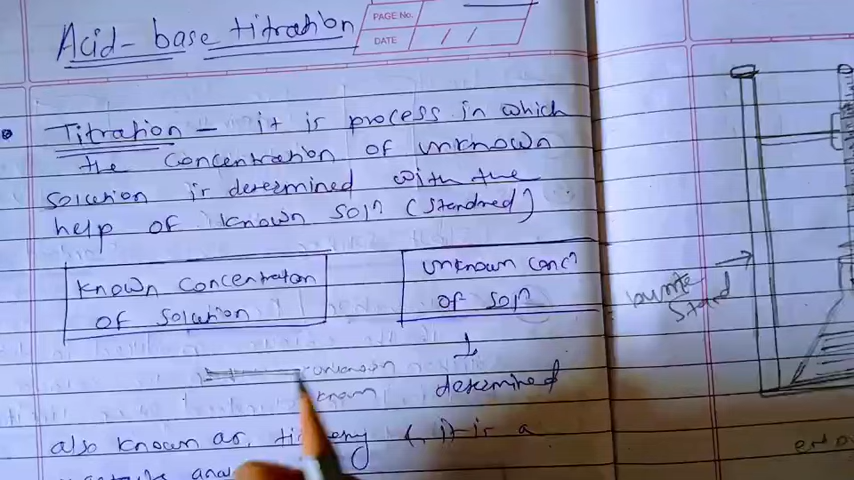 Acid-base titration
PAGE No.
DATE / /
Titration - it is process in which
the concentration of unknown
solution is determined with the
help of known soln (standred)
known concentration
of solution
unknown concn
of soln
unknown
known
determined
also known as, (, it is a
burette
stand